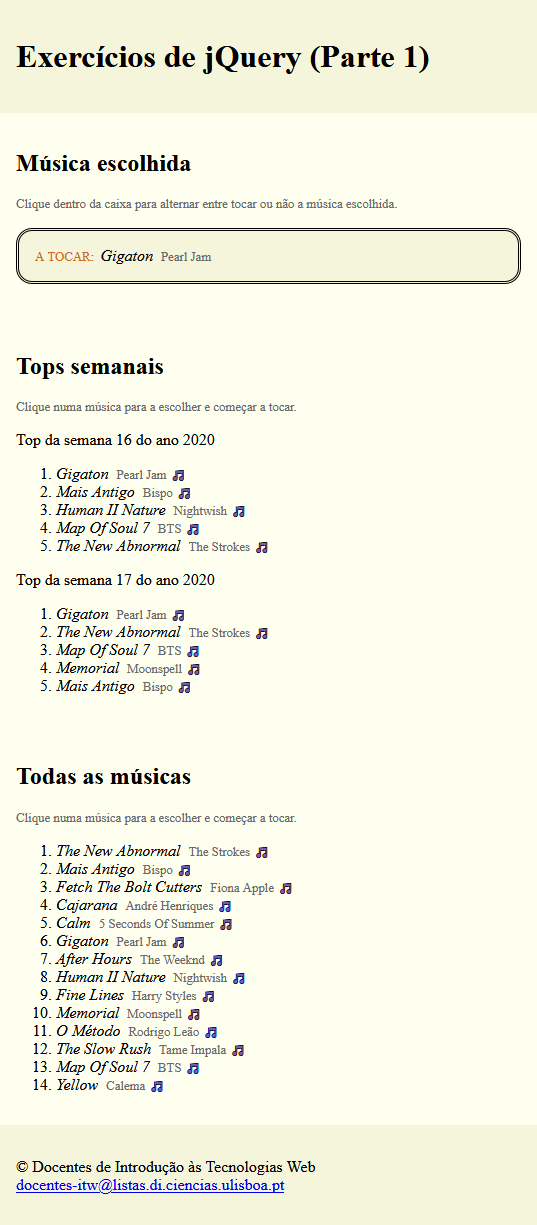 Exercícios de jQuery (Parte 1)
Música escolhida
Clique dentro da caixa para alternar entre tocar ou não a música escolhida.
A TOCAR: Gigaton Pearl Jam
Tops semanais
Clique numa música para a escolher e começar a tocar.
Top da semana 16 do ano 2020
1. Gigaton Pearl Jam
2. Mais Antigo Bispo
3. Human II Nature Nightwish
4. Map Of Soul 7 BTS
5. The New Abnormal The Strokes
Top da semana 17 do ano 2020
1. Gigaton Pearl Jam
2. The New Abnormal The Strokes
3. Map Of Soul 7 BTS
4. Memorial Moonspell
5. Mais Antigo Bispo
Todas as músicas
Clique numa música para a escolher e começar a tocar.
1. The New Abnormal The Strokes
2. Mais Antigo Bispo
3. Fetch The Bolt Cutters Fiona Apple
4. Cajarana André Henriques
5. Calm 5 Seconds Of Summer
6. Gigaton Pearl Jam
7. After Hours The Weeknd
8. Human II Nature Nightwish
9. Fine Lines Harry Styles
10. Memorial Moonspell
11. O Método Rodrigo Leão
12. The Slow Rush Tame Impala
13. Map Of Soul 7 BTS
14. Yellow Calema
© Docentes de Introdução às Tecnologias Web
docentes-itw@listas.di.ciencias.ulisboa.pt